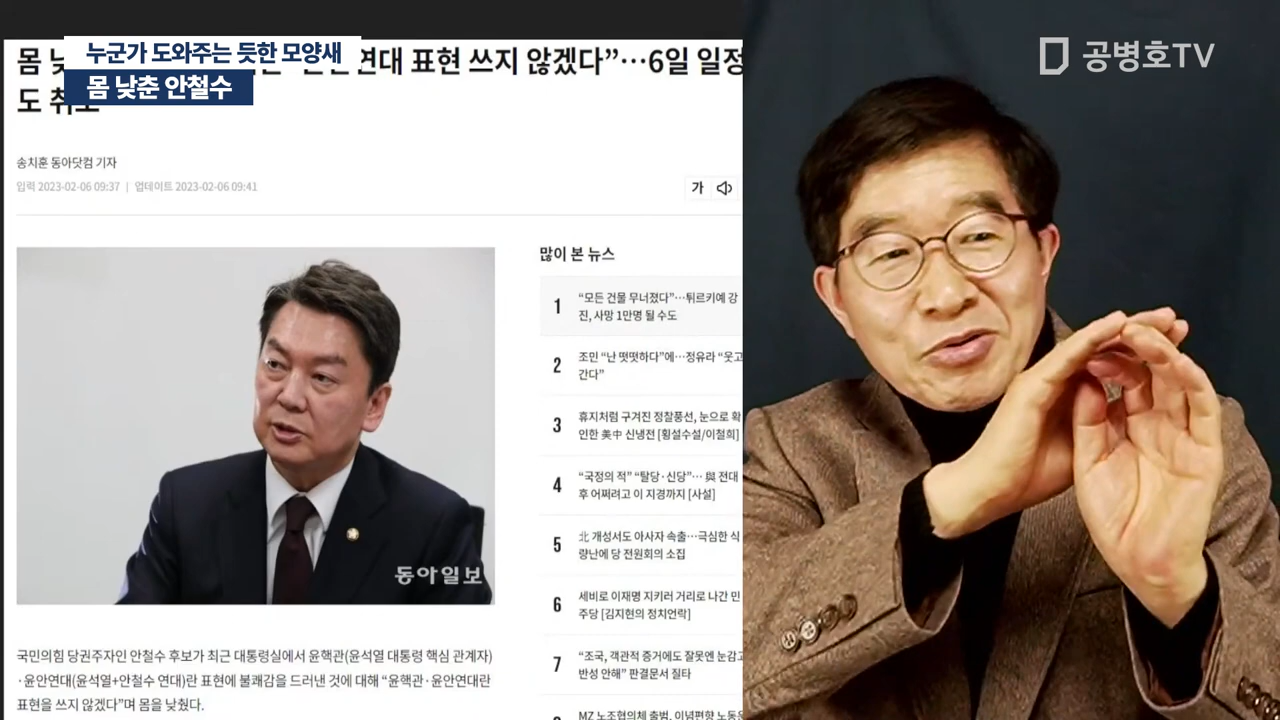 누군가 도와주는 듯한 모양새
몸 낮춘 안철수
공병호TV
몸 연대 표현 쓰지 않겠다”…6일 일정
도
송치훈 동아닷컴 기자
입력 2023-02-06 09:37 | 업데이트 2023-02-06 09:41
가
동아일보
국민의힘 당권주자인 안철수 후보가 최근 대통령실에서 윤핵관(윤석열 대통령 핵심 관계자)
·윤안연대(윤석열+안철수 연대)란 표현에 불쾌감을 드러낸 것에 대해 “윤핵관·윤안연대란
표현을 쓰지 않겠다”며 몸을 낮췄다.
많이 본 뉴스
1 “모든 건물 무너졌다”…튀르키예 강
진, 사망 1만명 될 수도
2 조민 “난 떳떳하다”에…정유라 “웃고
간다”
3 휴지처럼 구겨진 정찰풍선, 눈으로 확
인한 美中 신냉전 [횡설수설/이철희]
4 “국정의 적” “탈당·신당”… 與 전대
후 어쩌려고 이 지경까지 [사설]
5 北 개성서도 아사자 속출…극심한 식
량난에 당 전원회의 소집
6 세비로 이재명 지키러 거리로 나간 민
주당 [김지현의 정치언락]
7 “조국, 객관적 증거에도 잘못엔 눈감고
반성 안해” 판결문서 질타
MZ 노조협의체 출범, 이념편향 노동운